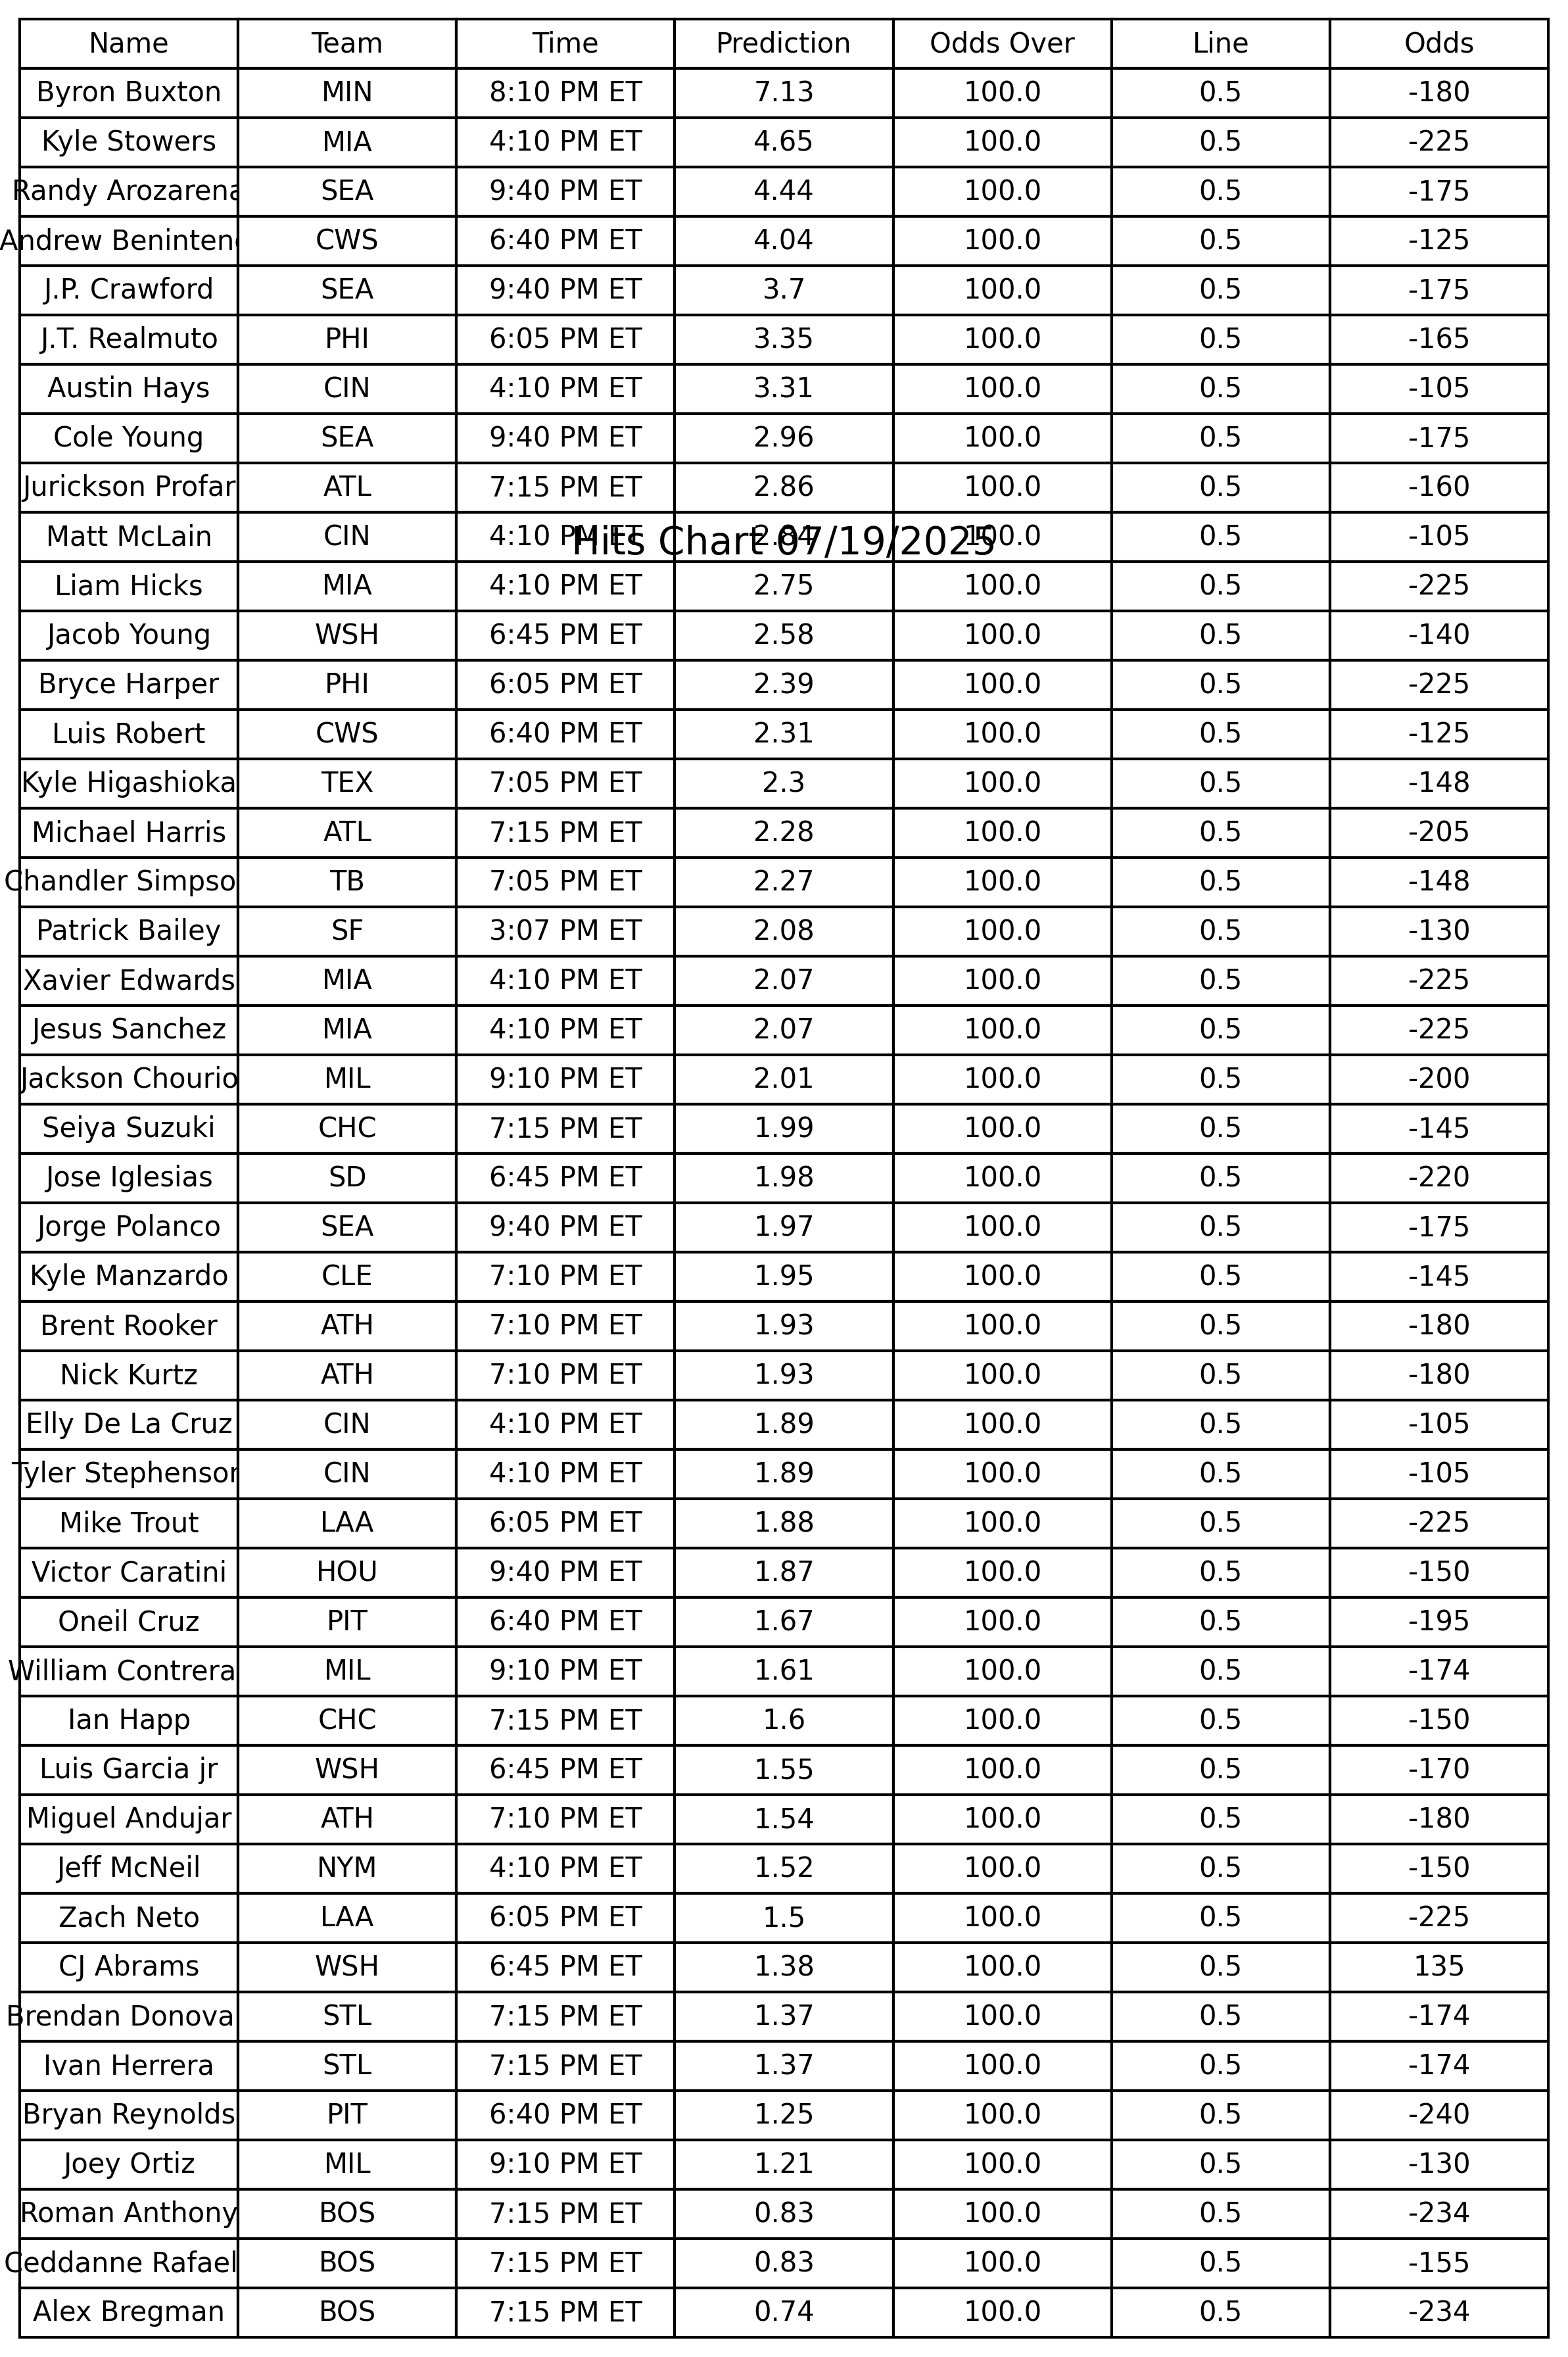 Name Team Time Prediction Odds Over Line Odds
Byron Buxton MIN 8:10 PM ET 7.13 100.0 0.5 -180
Kyle Stowers MIA 4:10 PM ET 4.65 100.0 0.5 -225
Randy Arozarena SEA 9:40 PM ET 4.44 100.0 0.5 -175
Andrew Beninten CWS 6:40 PM ET 4.04 100.0 0.5 -125
J.P. Crawford SEA 9:40 PM ET 3.7 100.0 0.5 -175
J.T. Realmuto PHI 6:05 PM ET 3.35 100.0 0.5 -165
Austin Hays CIN 4:10 PM ET 3.31 100.0 0.5 -105
Cole Young SEA 9:40 PM ET 2.96 100.0 0.5 -175
Jurickson Profar ATL 7:15 PM ET 2.86 100.0 0.5 -160
Matt McLain CIN 4:10 PM ET 2.84 100.0 0.5 -105
Hits Chart 07/19/2025
Liam Hicks MIA 4:10 PM ET 2.75 100.0 0.5 -225
Jacob Young WSH 6:45 PM ET 2.58 100.0 0.5 -140
Bryce Harper PHI 6:05 PM ET 2.39 100.0 0.5 -225
Luis Robert CWS 6:40 PM ET 2.31 100.0 0.5 -125
Kyle Higashioka TEX 7:05 PM ET 2.3 100.0 0.5 -148
Michael Harris ATL 7:15 PM ET 2.28 100.0 0.5 -205
Chandler Simpso TB 7:05 PM ET 2.27 100.0 0.5 -148
Patrick Bailey SF 3:07 PM ET 2.08 100.0 0.5 -130
Xavier Edwards MIA 4:10 PM ET 2.07 100.0 0.5 -225
Jesus Sanchez MIA 4:10 PM ET 2.07 100.0 0.5 -225
Jackson Chourio MIL 9:10 PM ET 2.01 100.0 0.5 -200
Seiya Suzuki CHC 7:15 PM ET 1.99 100.0 0.5 -145
Jose Iglesias SD 6:45 PM ET 1.98 100.0 0.5 -220
Jorge Polanco SEA 9:40 PM ET 1.97 100.0 0.5 -175
Kyle Manzardo CLE 7:10 PM ET 1.95 100.0 0.5 -145
Brent Rooker ATH 7:10 PM ET 1.93 100.0 0.5 -180
Nick Kurtz ATH 7:10 PM ET 1.93 100.0 0.5 -180
Elly De La Cruz CIN 4:10 PM ET 1.89 100.0 0.5 -105
Tyler Stephenson CIN 4:10 PM ET 1.89 100.0 0.5 -105
Mike Trout LAA 6:05 PM ET 1.88 100.0 0.5 -225
Victor Caratini HOU 9:40 PM ET 1.87 100.0 0.5 -150
Oneil Cruz PIT 6:40 PM ET 1.67 100.0 0.5 -195
William Contrera MIL 9:10 PM ET 1.61 100.0 0.5 -174
Ian Happ CHC 7:15 PM ET 1.6 100.0 0.5 -150
Luis Garcia jr WSH 6:45 PM ET 1.55 100.0 0.5 -170
Miguel Andujar ATH 7:10 PM ET 1.54 100.0 0.5 -180
Jeff McNeil NYM 4:10 PM ET 1.52 100.0 0.5 -150
Zach Neto LAA 6:05 PM ET 1.5 100.0 0.5 -225
CJ Abrams WSH 6:45 PM ET 1.38 100.0 0.5 135
Brendan Donova STL 7:15 PM ET 1.37 100.0 0.5 -174
Ivan Herrera STL 7:15 PM ET 1.37 100.0 0.5 -174
Bryan Reynolds PIT 6:40 PM ET 1.25 100.0 0.5 -240
Joey Ortiz MIL 9:10 PM ET 1.21 100.0 0.5 -130
Roman Anthony BOS 7:15 PM ET 0.83 100.0 0.5 -234
Ceddanne Rafael BOS 7:15 PM ET 0.83 100.0 0.5 -155
Alex Bregman BOS 7:15 PM ET 0.74 100.0 0.5 -234